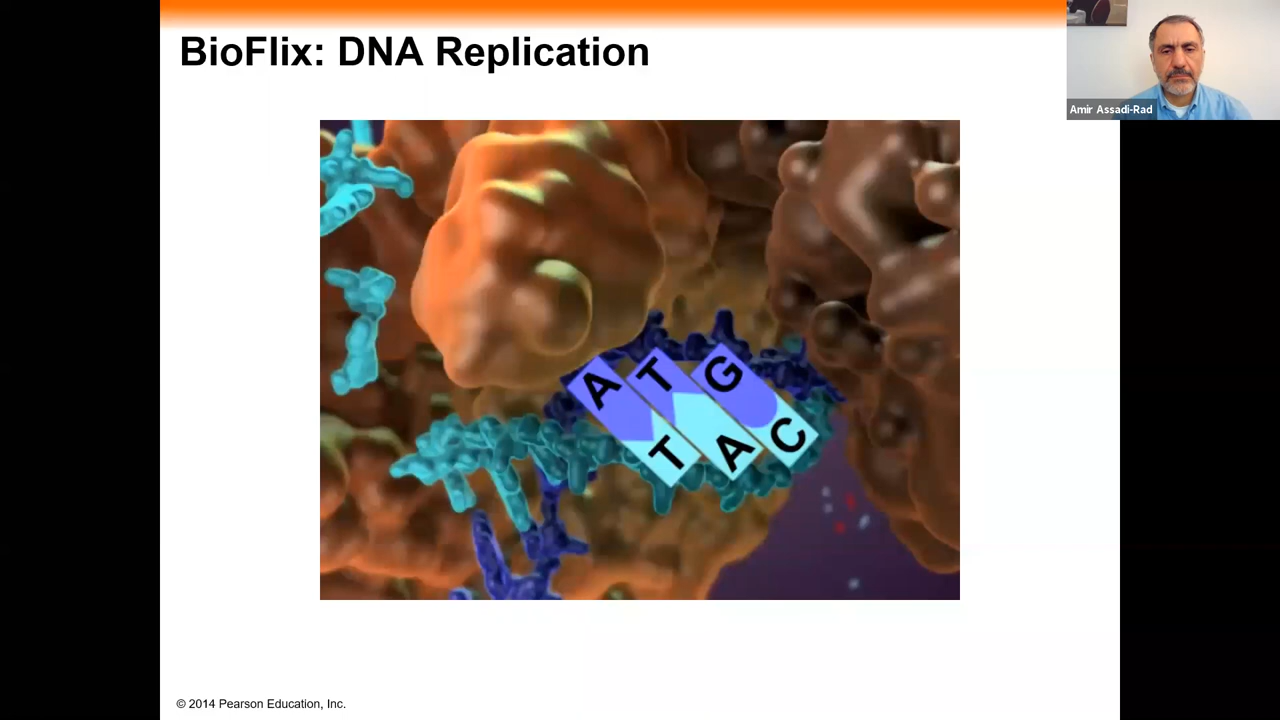 BioFlix: DNA Replication
Amir Assadi-Rad
A T G
T A C
© 2014 Pearson Education, Inc.